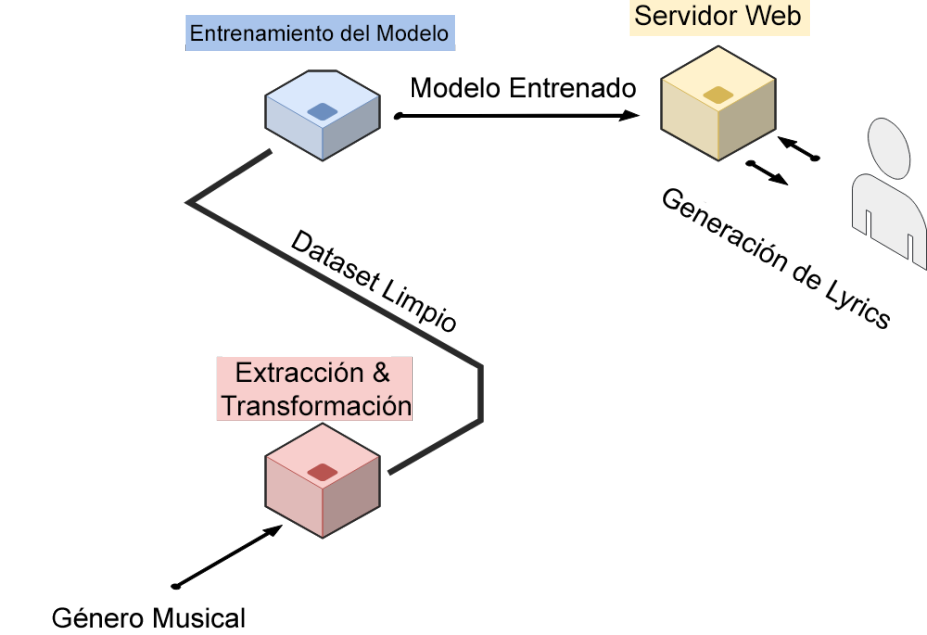 Servidor Web
Entrenamiento del Modelo
Modelo Entrenado
Generación de Lyrics
Dataset Limpio
Extracción &
Transformación
Género Musical